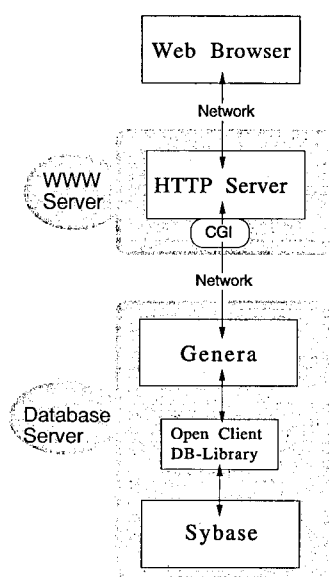 Web Browser
Network
WWW
Server
HTTP Server
CGI
Network
Genera
Database
Server
Open Client
DB-Library
Sybase